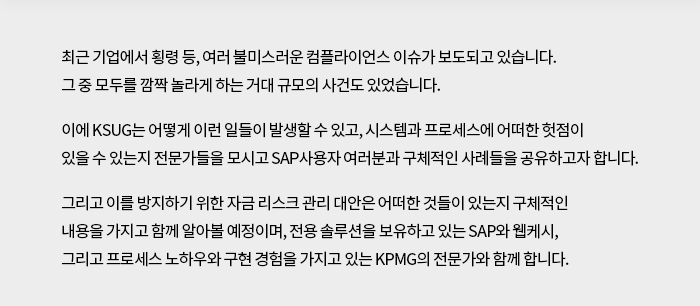 최근 기업에서 횡령 등, 여러 불미스러운 컴플라이언스 이슈가 보도되고 있습니다.
그 중 모두를 깜짝 놀라게 하는 거대 규모의 사건도 있었습니다.
이에 KSUG는 어떻게 이런 일들이 발생할 수 있고, 시스템과 프로세스에 어떠한 헛점이
있을 수 있는지 전문가들을 모시고 SAP사용자 여러분과 구체적인 사례들을 공유하고자 합니다.
그리고 이를 방지하기 위한 자금 리스크 관리 대안은 어떠한 것들이 있는지 구체적인
내용을 가지고 함께 알아볼 예정이며, 전용 솔루션을 보유하고 있는 SAP와 웹케시,
그리고 프로세스 노하우와 구현 경험을 가지고 있는 KPMG의 전문가와 함께 합니다.